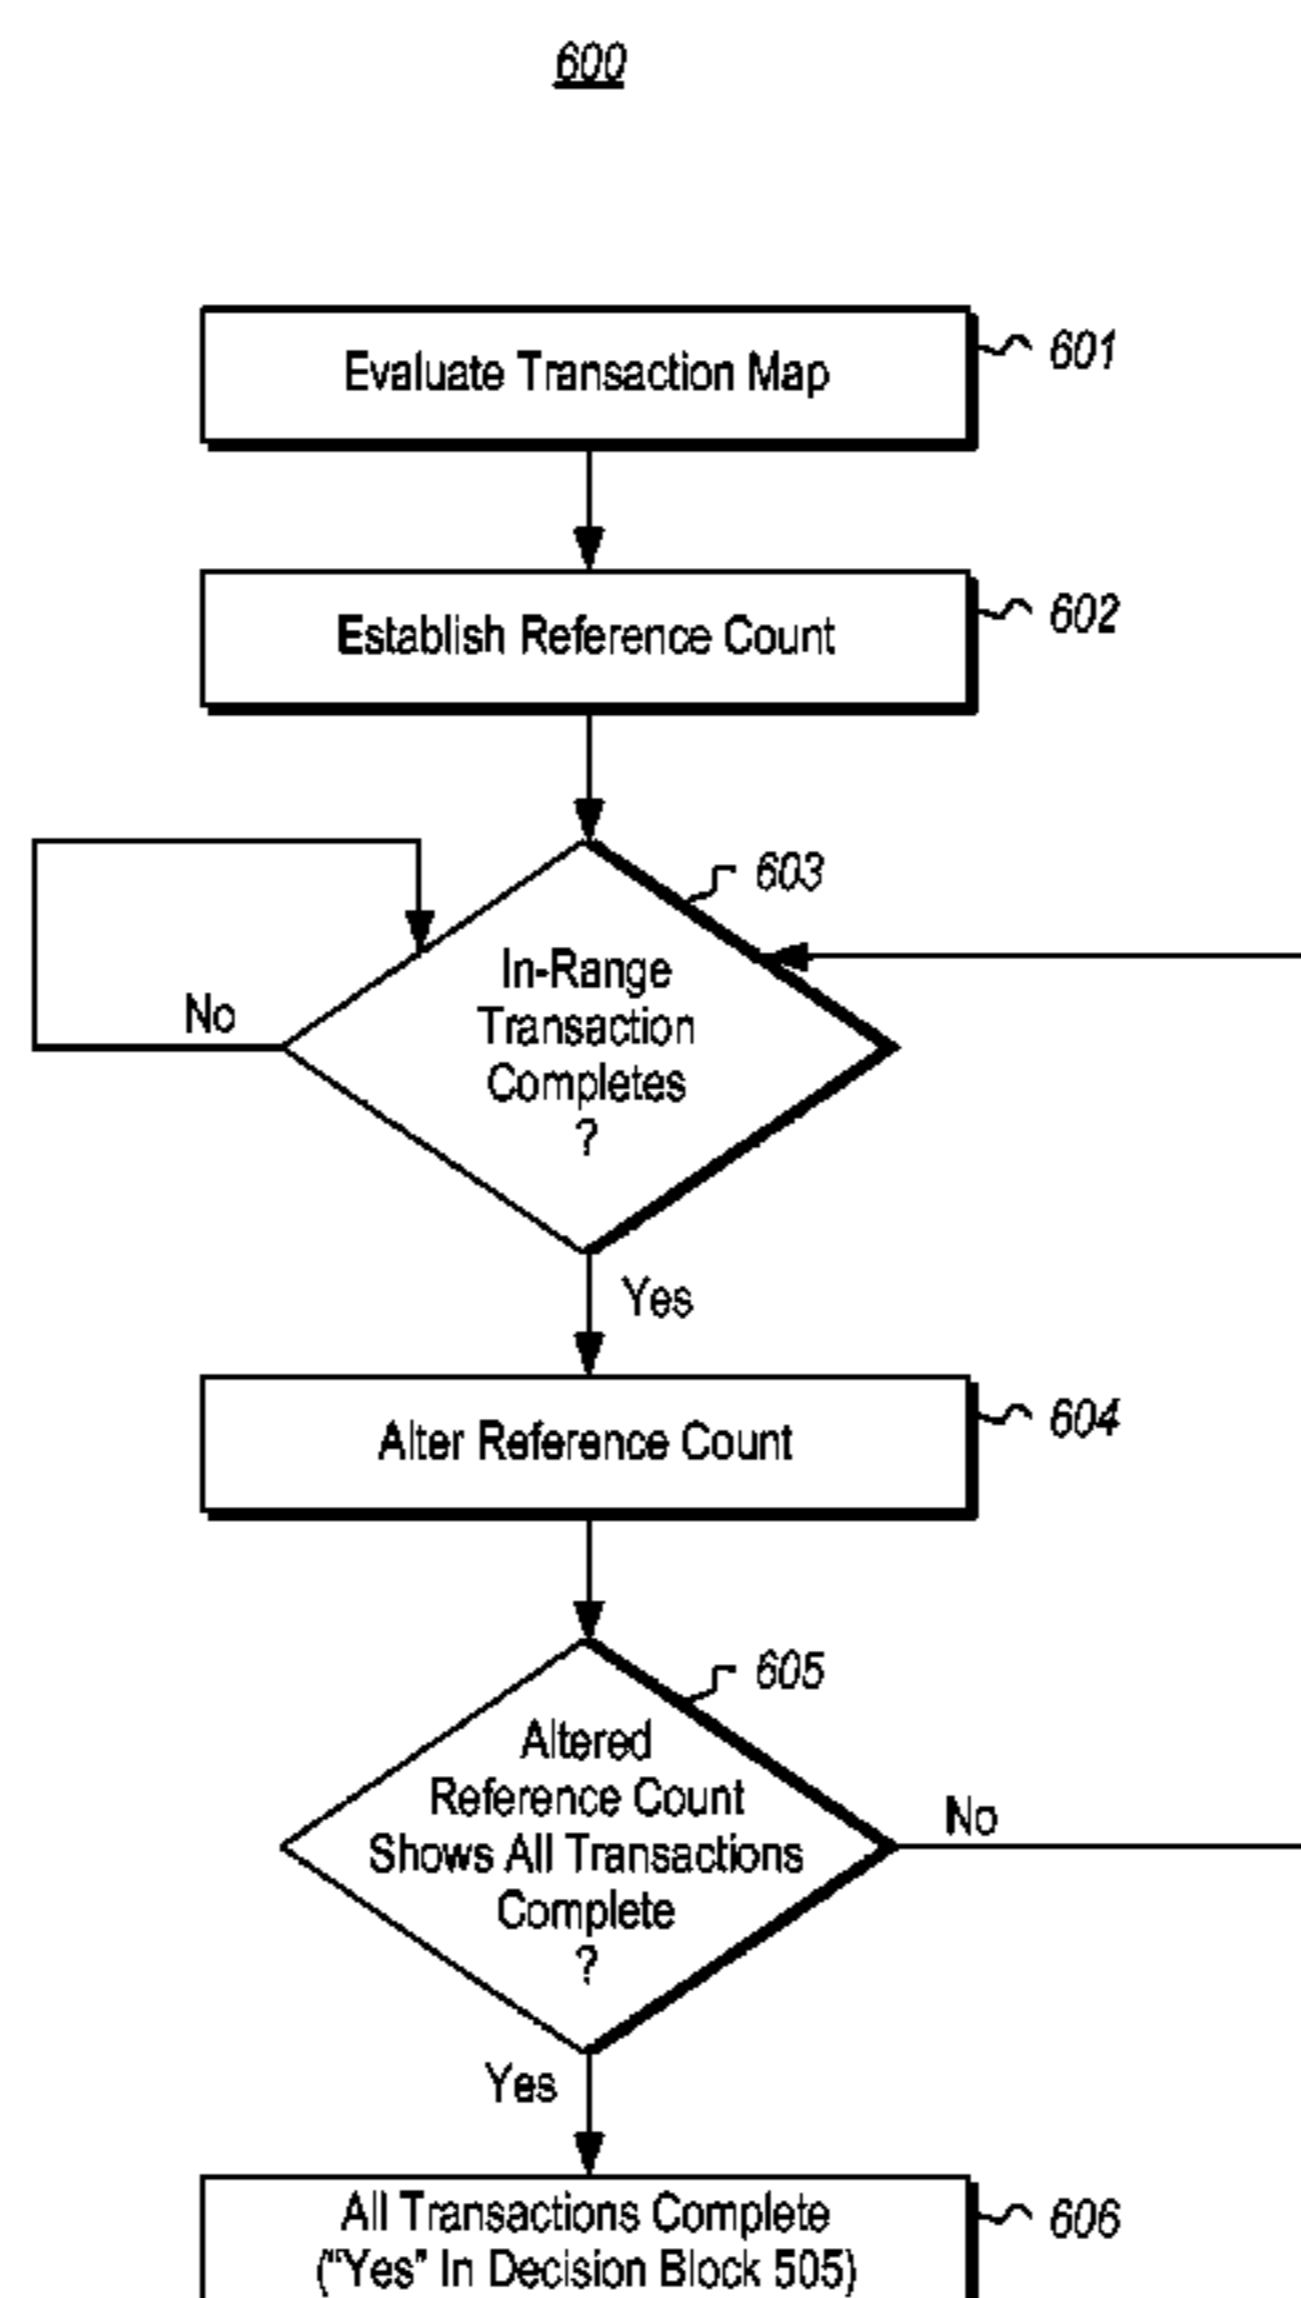 600
Evaluate Transaction Map
601
Establish Reference Count
602
603
In-Range
Transaction
Completes
?
No
Yes
Alter Reference Count
604
605
Altered
Reference Count
Shows All Transactions
Complete
?
No
Yes
All Transactions Complete
("Yes" In Decision Block 505)
606